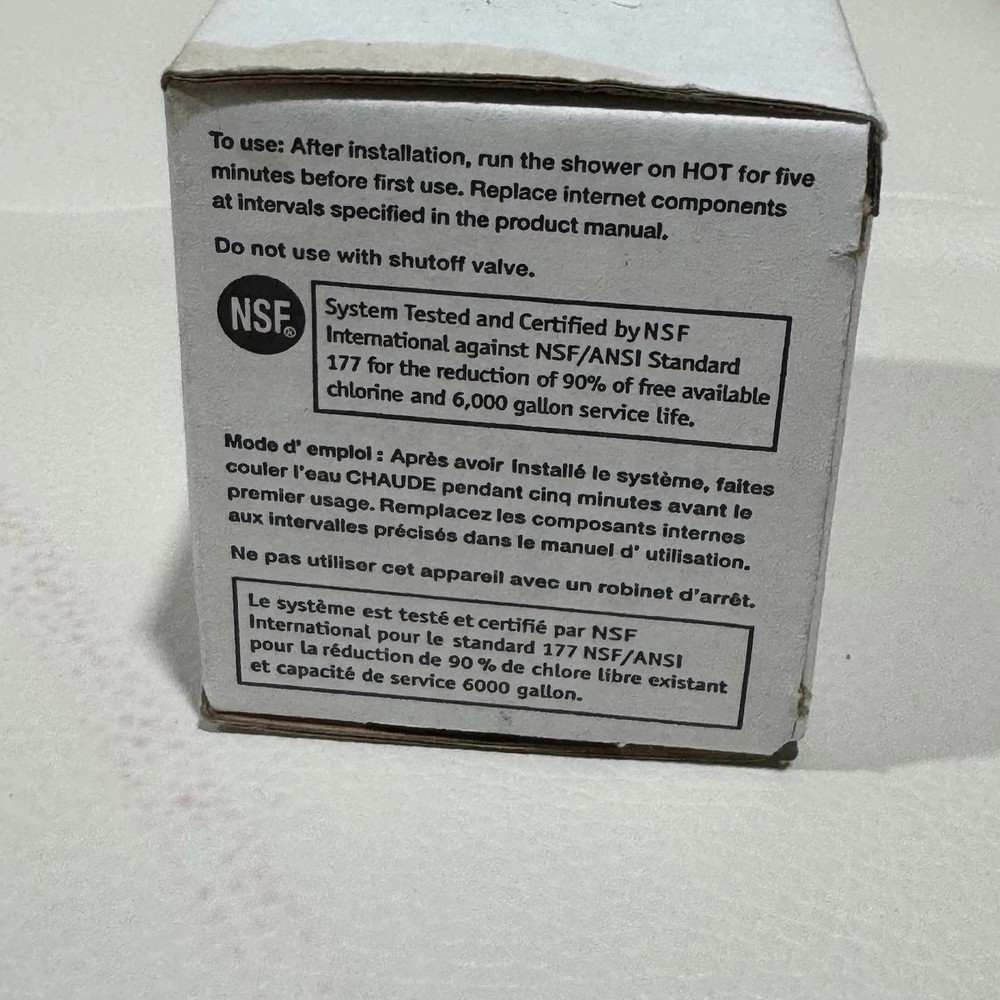 To use: After installation, run the shower on HOT for five
minutes before first use. Replace internet components
at intervals specified in the product manual.
Do not use with shutoff valve.
NSF®
System Tested and Certified by NSF
International against NSF/ANSI Standard
177 for the reduction of 90% of free available
chlorine and 6,000 gallon service life.
Mode d' emploi : Après avoir installé le système, faites
couler l'eau CHAUDE pendant cinq minutes avant le
premier usage. Remplacez les composants internes
aux intervalles précisés dans le manuel d' utilisation.
Ne pas utiliser cet appareil avec un robinet d'arrêt.
Le système est testé et certifié par NSF
International pour le standard 177 NSF/ANSI
pour la réduction de 90 % de chlore libre existant
et capacité de service 6000 gallon.